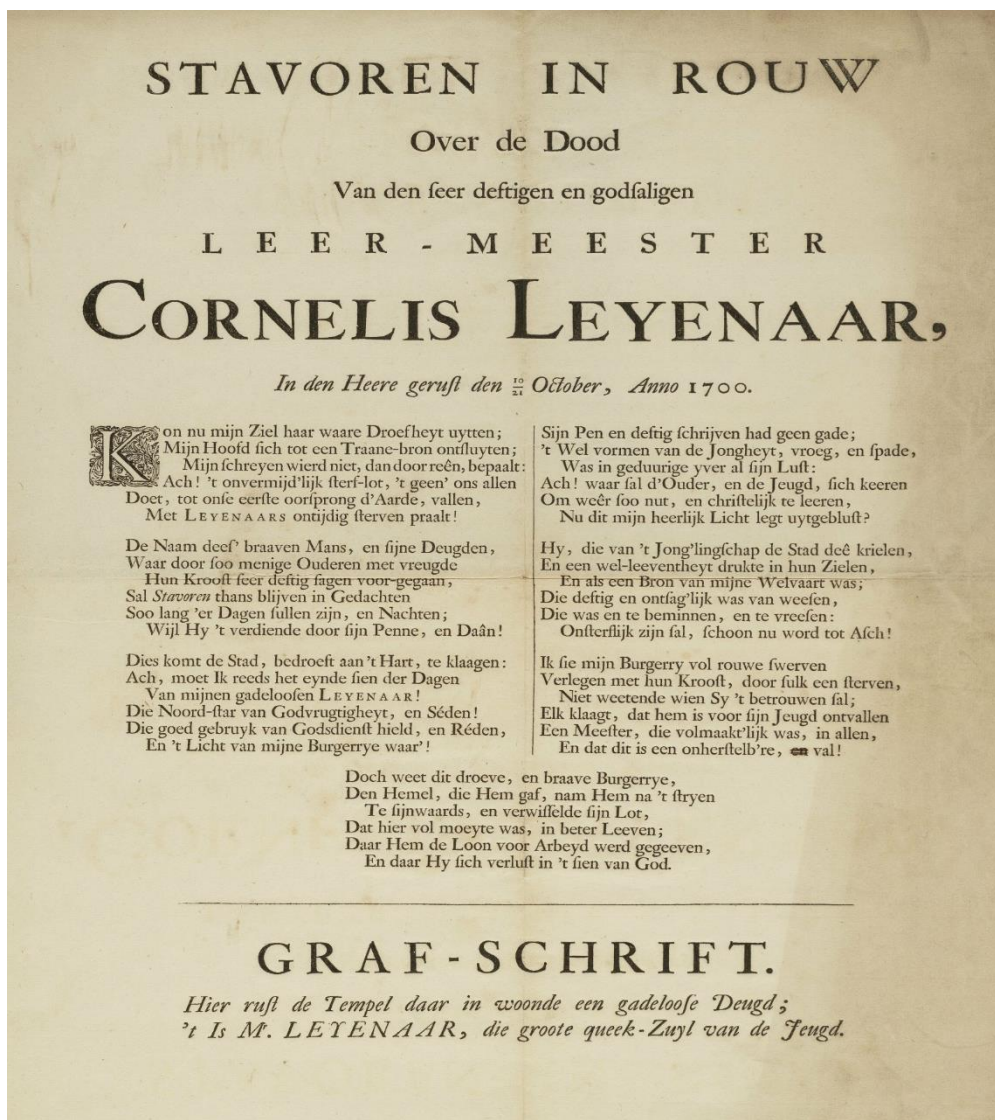 STAVOREN IN ROUW
Over de Dood
Van den ſeer deftigen en godſaligen
LEER-MEESTER
CORNELIS LEYENAAR,
In den Heere geruſt den 10/21 October, Anno 1700.
Kon nu mijn Ziel haar waare Droefheyt uytten;
Mijn Hoofd ſich tot een Traane-bron ontſluyten;
Mijn ſchreyen wierd niet, dan door reên, bepaalt:
Ach! 't onvermijd'lijk ſterf-lot, 't geen' ons allen
Doet, tot onſe eerſte oorſprong d'Aarde, vallen,
Met LEYENAARS ontijdig ſterven praalt!
De Naam deeſ' braaven Mans, en ſijne Deugden,
Waar door ſoo menige Ouderen met vreugde
Hun Krooſt ſeer deftig ſagen voor-gegaan,
Sal Stavoren thans blijven in Gedachten
Soo lang 'er Dagen ſullen zijn, en Nachten;
Wijl Hy 't verdiende door ſijn Penne, en Daân!
Dies komt de Stad, bedroeft aan 't Hart, te klaagen:
Ach, moet Ik reeds het eynde ſien der Dagen
Van mijnen gadelooſen LEYENAAR!
Die Noord-ſtar van Godvrugtigheyt, en Séden!
Die goed gebruyk van Godsdienſt hield, en Réden,
En 't Licht van mijne Burgerrye waar'!
Sijn Pen en deftig ſchrijven had geen gade;
't Wel vormen van de Jongheyt, vroeg, en ſpade,
Was in geduurige yver al ſijn Luſt:
Ach! waar ſal d'Ouder, en de Jeugd, ſich keeren
Om weêr ſoo nut, en chriſtelijk te leeren,
Nu dit mijn heerlijk Licht legt uytgebluſt?
Hy, die van 't Jong'lingſchap de Stad deê krielen,
En een wel-leeventheyt drukte in hun Zielen,
En als een Bron van mijne Welvaart was;
Die deftig en ontſag'lijk was van weeſen,
Die was en te beminnen, en te vreeſen:
Onſterflijk zijn ſal, ſchoon nu word tot Aſch!
Ik ſie mijn Burgerry vol rouwe ſwerven
Verlegen met hun Krooſt, door ſulk een ſterven,
Niet weetende wien Sy 't betrouwen ſal;
Elk klaagt, dat hem is voor ſijn Jeugd ontvallen
Een Meeſter, die volmaakt'lijk was, in allen,
En dat dit is een onherſtelb're, val!
Doch weet dit droeve, en braave Burgerrye,
Den Hemel, die Hem gaf, nam Hem na 't ſtryen
Te ſijnwaards, en verwiſſelde ſijn Lot,
Dat hier vol moeyte was, in beter Leeven;
Daar Hem de Loon voor Arbeyd werd gegeeven,
En daar Hy ſich verluſt in 't ſien van God.
GRAF-SCHRIFT.
Hier ruſt de Tempel daar in woonde een gadelooſe Deugd;
't Is Mr. LEYENAAR, die groote queek-Zuyl van de Jeugd.